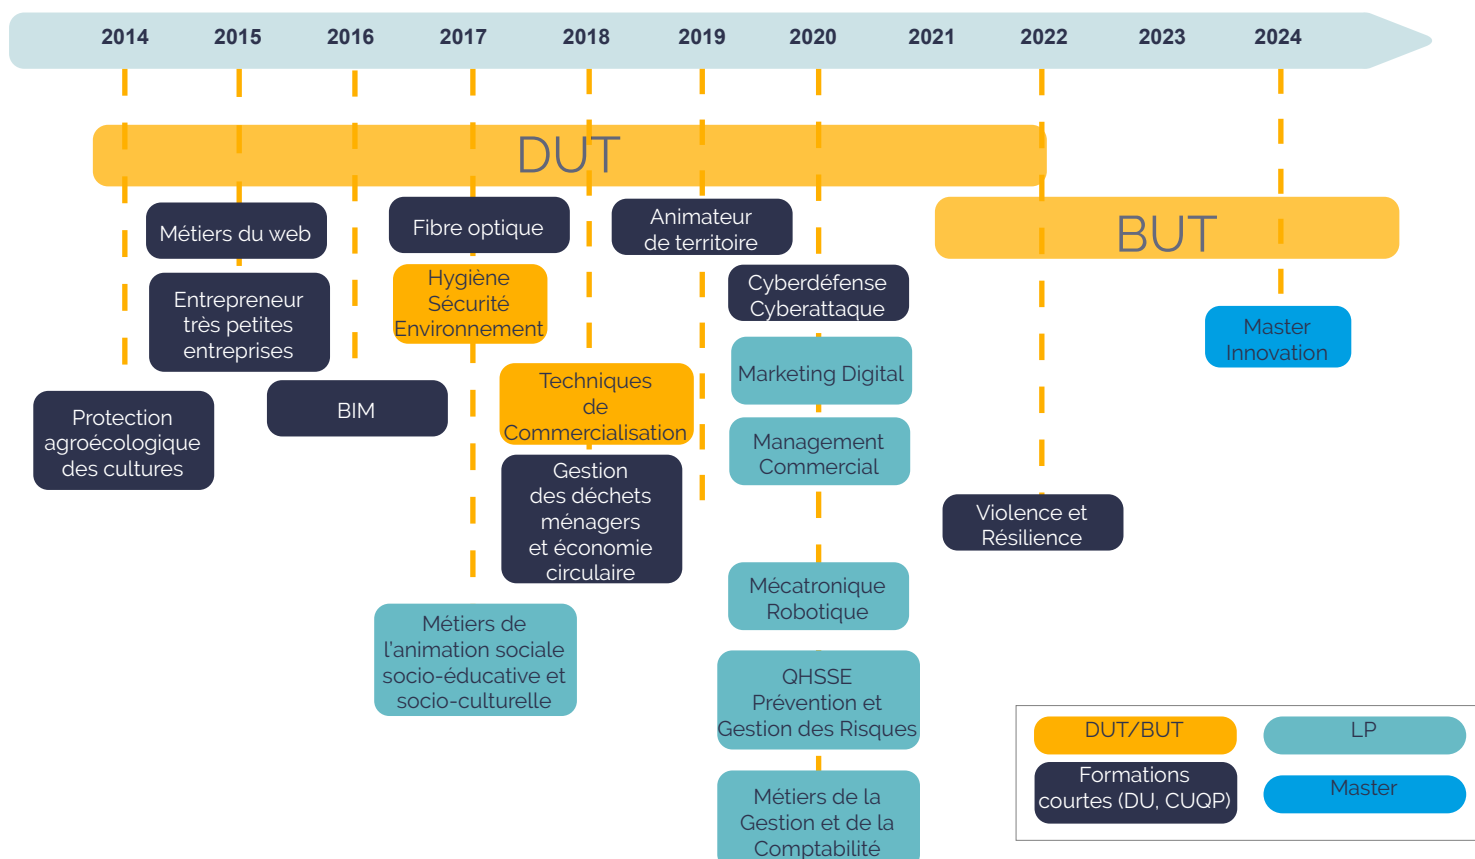 2014 2015 2016 2017 2018 2019 2020 2021 2022 2023 2024
DUT
BUT
Métiers du web
Fibre optique
Animateur
de territoire
Hygiène
Sécurité
Environnement
Cyberdéfense
Cyberattaque
Entrepreneur
très petites
entreprises
Master
Innovation
Marketing Digital
Techniques
de
Commercialisation
BIM
Protection
agroécologique
des cultures
Management
Commercial
Gestion
des déchets
ménagers
et économie
circulaire
Violence et
Résilience
Mécatronique
Robotique
Métiers de
l'animation sociale
socio-éducative et
socio-culturelle
QHSSE
Prévention et
Gestion des Risques
Métiers de la
Gestion et de la
Comptabilité
DUT/BUT
LP
Formations
courtes (DU, CUQP)
Master